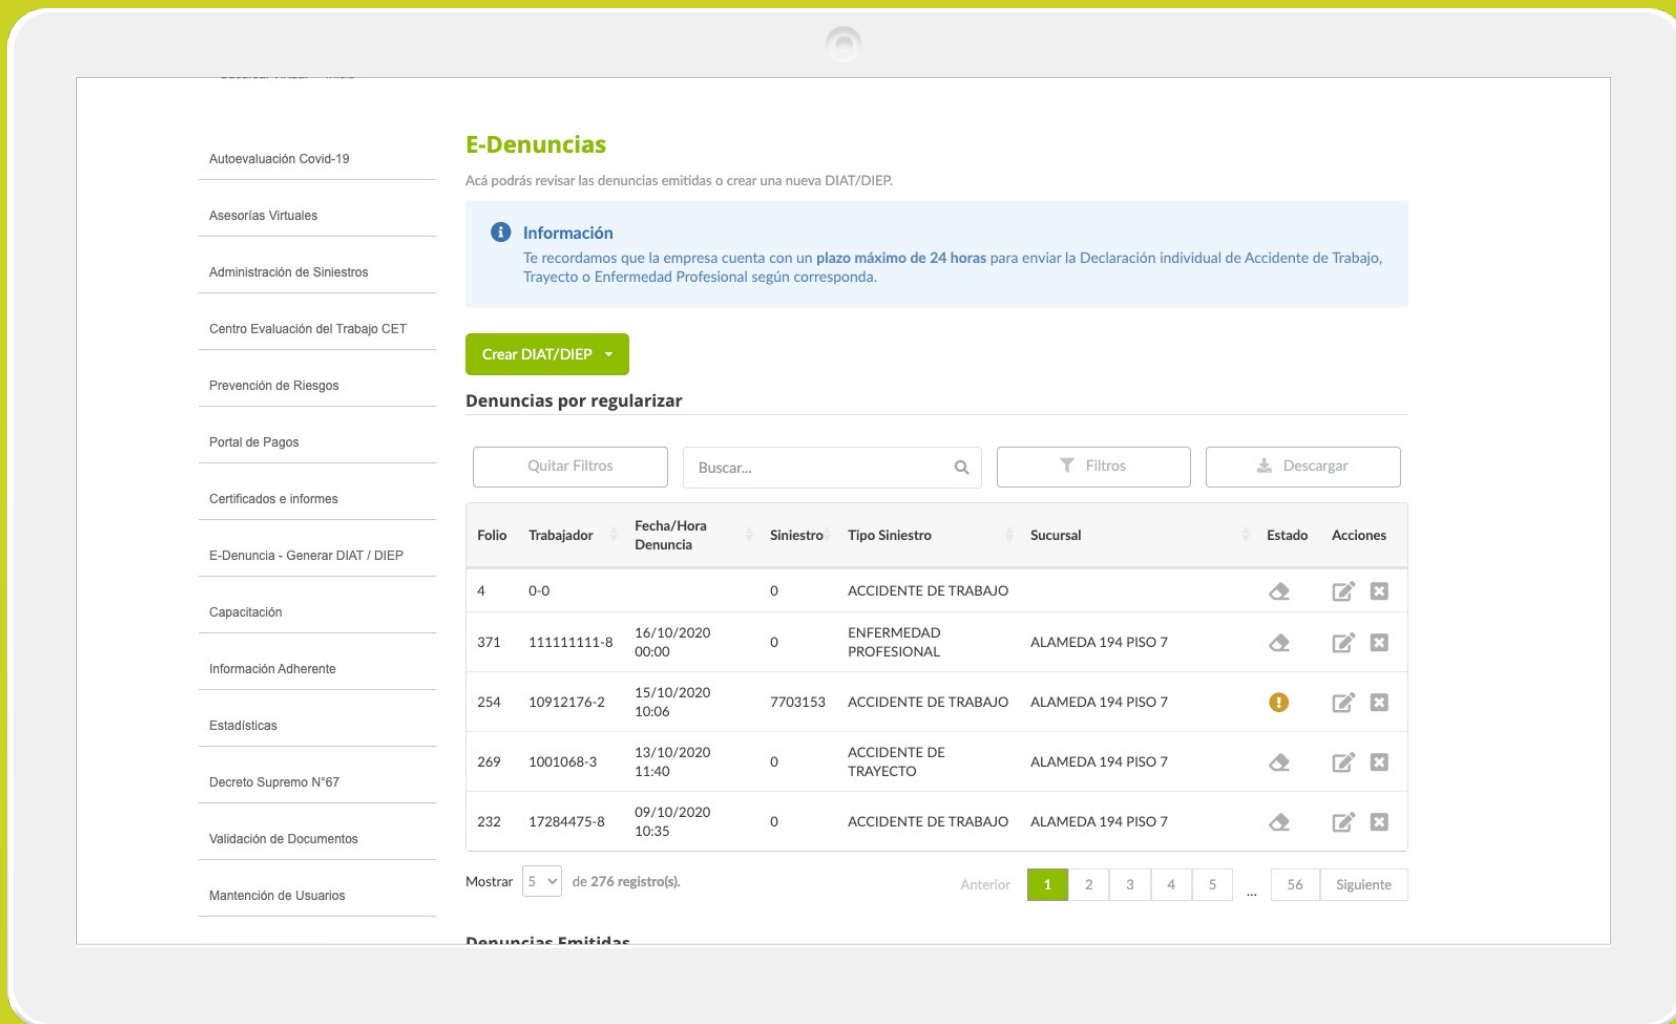 Autoevaluación Covid-19
Asesorías Virtuales
Administración de Siniestros
Centro Evaluación del Trabajo CET
Prevención de Riesgos
Portal de Pagos
Certificados e informes
E-Denuncia - Generar DIAT / DIEP
Capacitación
Información Adherente
Estadísticas
Decreto Supremo N°67
Validación de Documentos
Mantención de Usuarios
E-Denuncias
Acá podrás revisar las denuncias emitidas o crear una nueva DIAT/DIEP.
Información
Te recordamos que la empresa cuenta con un plazo máximo de 24 horas para enviar la Declaración individual de Accidente de Trabajo,
Trayecto o Enfermedad Profesional según corresponda.
Crear DIAT/DIEP
Denuncias por regularizar
Quitar Filtros Buscar... Filtros Descargar
Folio Trabajador Fecha/Hora Denuncia Siniestro Tipo Siniestro Sucursal Estado Acciones
4 0-0 0 ACCIDENTE DE TRABAJO
371 111111111-8 16/10/2020 00:00 0 ENFERMEDAD PROFESIONAL ALAMEDA 194 PISO 7
254 10912176-2 15/10/2020 10:06 7703153 ACCIDENTE DE TRABAJO ALAMEDA 194 PISO 7
269 1001068-3 13/10/2020 11:40 0 ACCIDENTE DE TRAYECTO ALAMEDA 194 PISO 7
232 17284475-8 09/10/2020 10:35 0 ACCIDENTE DE TRABAJO ALAMEDA 194 PISO 7
Mostrar 5 de 276 registro(s). Anterior 1 2 3 4 5 ... 56 Siguiente
Denuncias Emitidas